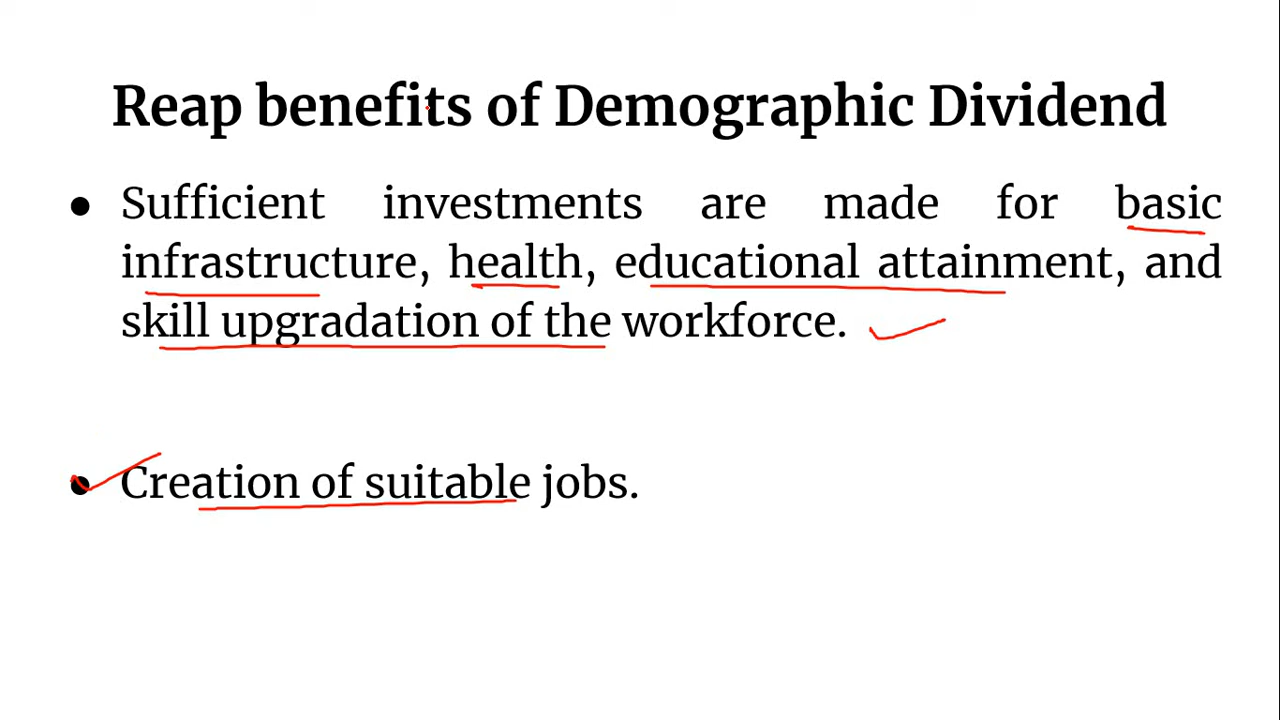 Reap benefits of Demographic Dividend
● Sufficient investments are made for basic
infrastructure, health, educational attainment, and
skill upgradation of the workforce.
● Creation of suitable jobs.